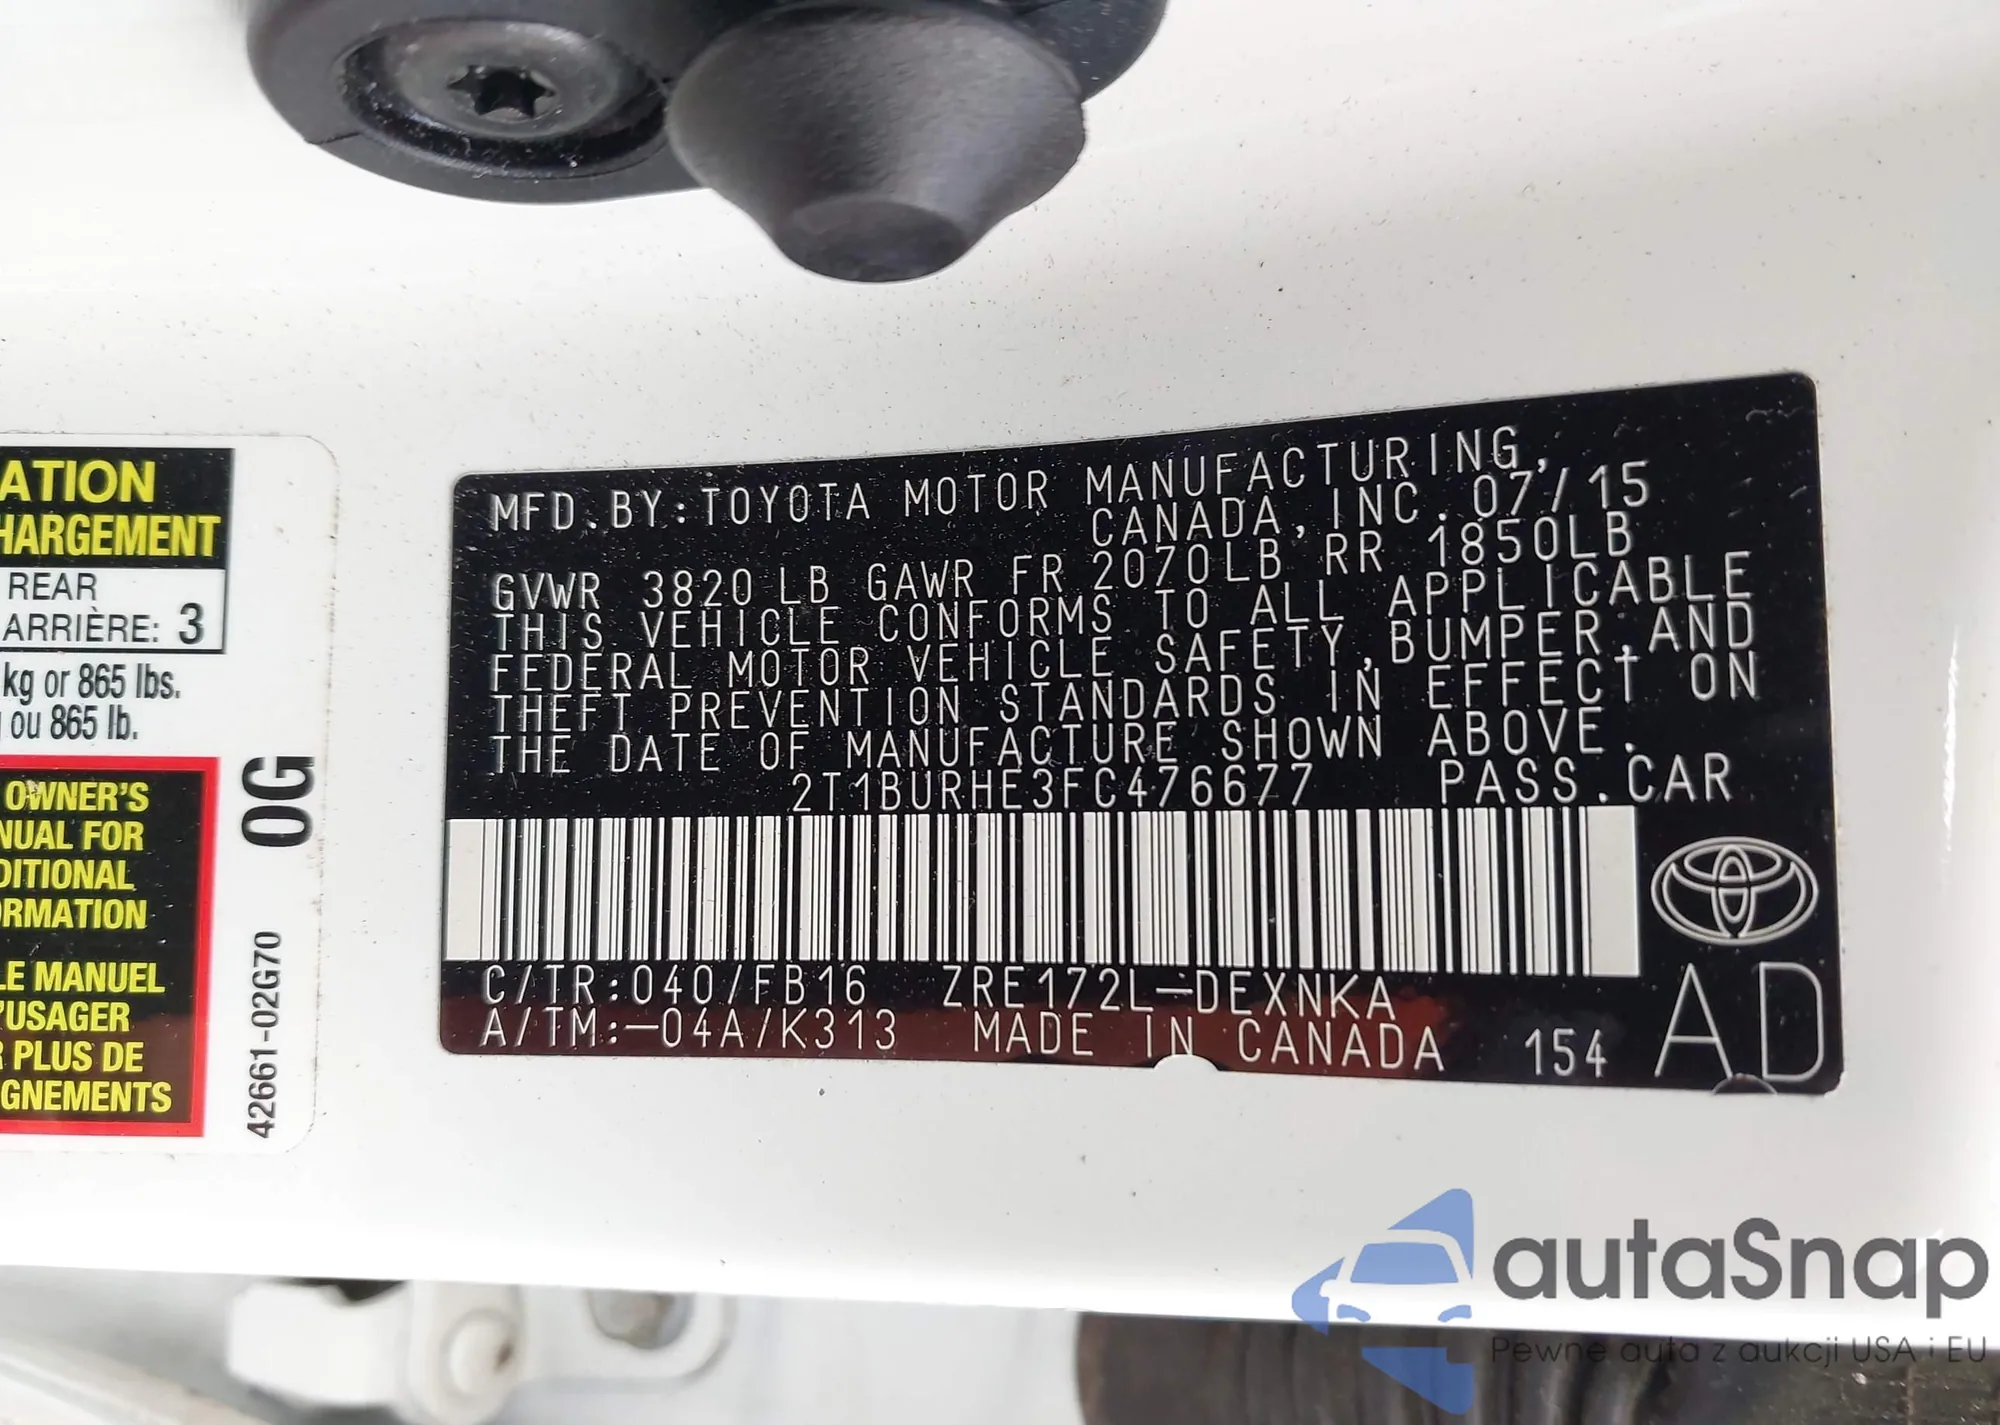 ATION
HARGEMENT
REAR
ARRIÈRE: 3
kg or 865 lbs.
ou 865 lb.
OWNER'S
NUAL FOR
DITIONAL
ORMATION
LE MANUEL
'USAGER
R PLUS DE
GNEMENTS
0G
42661-02G70
MFD.BY:TOYOTA MOTOR MANUFACTURING,
CANADA, INC. 07/15
GVWR 3820 LB GAWR FR 2070LB RR 1850LB
THIS VEHICLE CONFORMS TO ALL APPLICABLE
FEDERAL MOTOR VEHICLE SAFETY, BUMPER, AND
THEFT PREVENTION STANDARDS IN EFFECT ON
THE DATE OF MANUFACTURE SHOWN ABOVE.
2T1BURHE3FC476677 PASS.CAR
C/TR:040/FB16 ZRE172L-DEXNKA
A/TM:-04A/K313 MADE IN CANADA 154
AD
autaSnap
Pewne auta z aukcji USA i EU